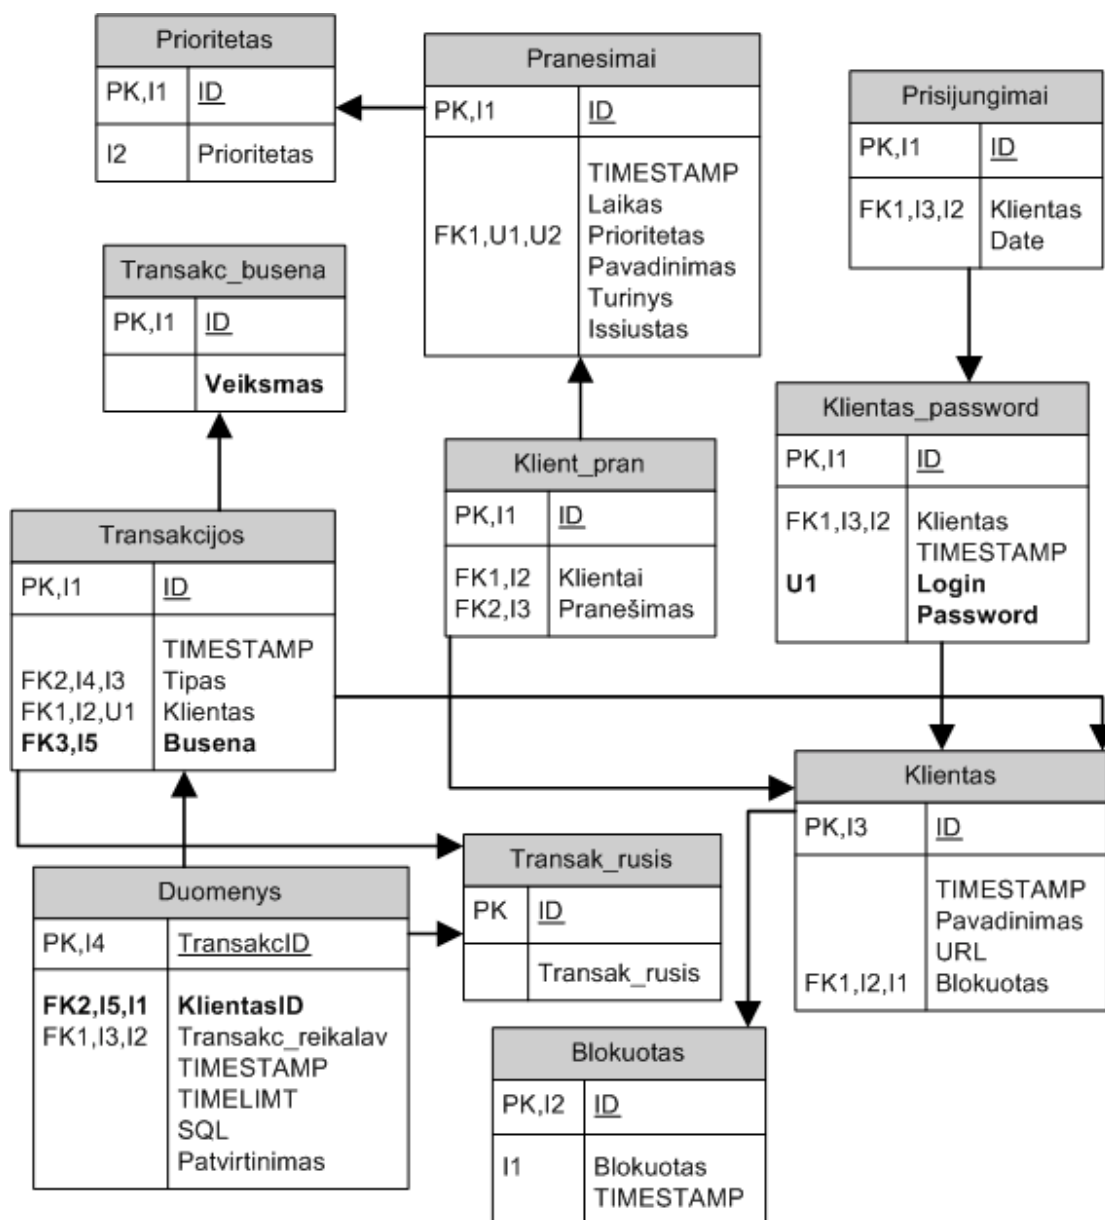 Prioritetas
PK,I1 ID
I2 Prioritetas
Pranesimai
PK,I1 ID
TIMESTAMP
Laikas
FK1,U1,U2 Prioritetas
Pavadinimas
Turinys
Issiustas
Prisijungimai
PK,I1 ID
FK1,I3,I2 Klientas
Date
Transakc_busena
PK,I1 ID
Veiksmas
Klientas_password
PK,I1 ID
FK1,I3,I2 Klientas
TIMESTAMP
U1 Login
Password
Klient_pran
PK,I1 ID
FK1,I2 Klientai
FK2,I3 Pranešimas
Transakcijos
PK,I1 ID
TIMESTAMP
FK2,I4,I3 Tipas
FK1,I2,U1 Klientas
FK3,I5 Busena
Klientas
PK,I3 ID
TIMESTAMP
Pavadinimas
URL
FK1,I2,I1 Blokuotas
Transak_rusis
PK ID
Transak_rusis
Duomenys
PK,I4 TransakcID
FK2,I5,I1 KlientasID
FK1,I3,I2 Transakc_reikalav
TIMESTAMP
TIMELIMT
SQL
Patvirtinimas
Blokuotas
PK,I2 ID
I1 Blokuotas
TIMESTAMP